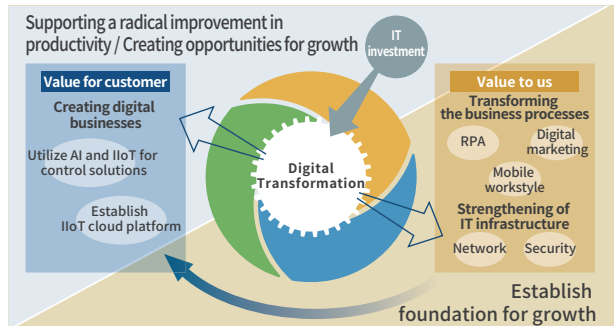 Supporting a radical improvement in
productivity / Creating opportunities for growth
IT
investment
Value for customer
Creating digital
businesses
Utilize AI and IIoT for
control solutions
Establish
IIoT cloud platform
Digital
Transformation
Value to us
Transforming
the business processes
RPA
Digital
marketing
Mobile
workstyle
Strengthening of
IT infrastructure
Network
Security
Establish
foundation for growth